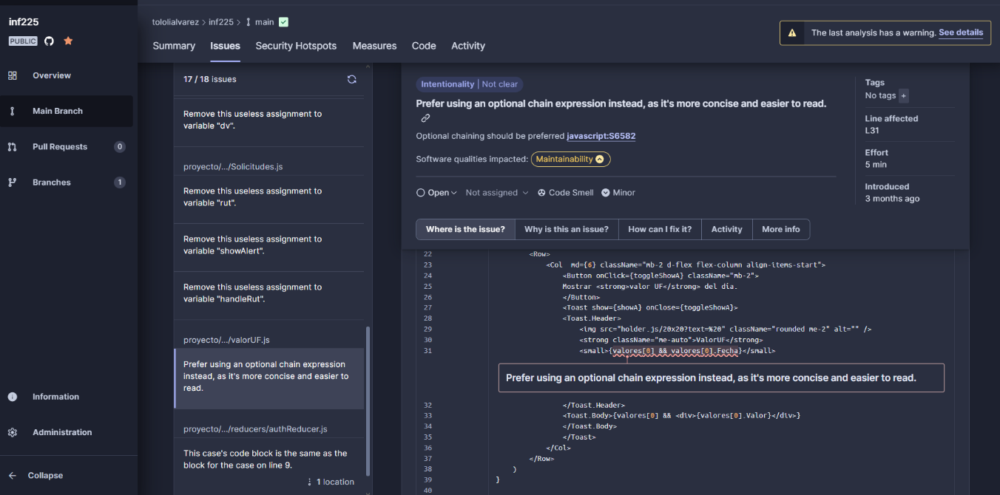 inf225
PUBLIC
Overview
Main Branch
Pull Requests 0
Branches 1
Information
Administration
Collapse
tololialvarez > inf225 > main
Summary Issues Security Hotspots Measures Code Activity
The last analysis has a warning. See details
17 / 18 issues
Remove this useless assignment to
variable "dv".
proyecto/.../Solicitudes.js
Remove this useless assignment to
variable "rut".
Remove this useless assignment to
variable "showAlert".
Remove this useless assignment to
variable "handleRut".
proyecto/.../valorUF.js
Prefer using an optional chain expression
instead, as it's more concise and easier to
read.
proyecto/.../reducers/authReducer.js
This case's code block is the same as the
block for the case on line 9.
1 location
Intentionality | Not clear
Prefer using an optional chain expression instead, as it's more concise and easier to read.
Optional chaining should be preferred javascript:S6582
Software qualities impacted: Maintainability
Open Not assigned Code Smell Minor
Tags
No tags +
Line affected
L31
Effort
5 min
Introduced
3 months ago
Where is the issue? Why is this an issue? How can I fix it? Activity More info
22 <Row>
23 <Col  md={6} className="mb-2 d-flex flex-column align-items-start">
24 <Button onClick={toggleShowA} className="mb-2">
25 Mostrar <strong>valor UF</strong> del día.
26 </Button>
27 <Toast show={showA} onClose={toggleShowA}>
28 <Toast.Header>
29 <img src="holder.js/20x20?text=%20" className="rounded me-2" alt="" />
30 <strong className="me-auto">ValorUF</strong>
31 <small>{valores[0] && valores[0].Fecha}</small>
Prefer using an optional chain expression instead, as it's more concise and easier to read.
32 </Toast.Header>
33 <Toast.Body>{valores[0] && <div>{valores[0].Valor}</div>}
34 </Toast.Body>
35 </Toast>
36 </Col>
37 </Row>
38 )
39 }
40